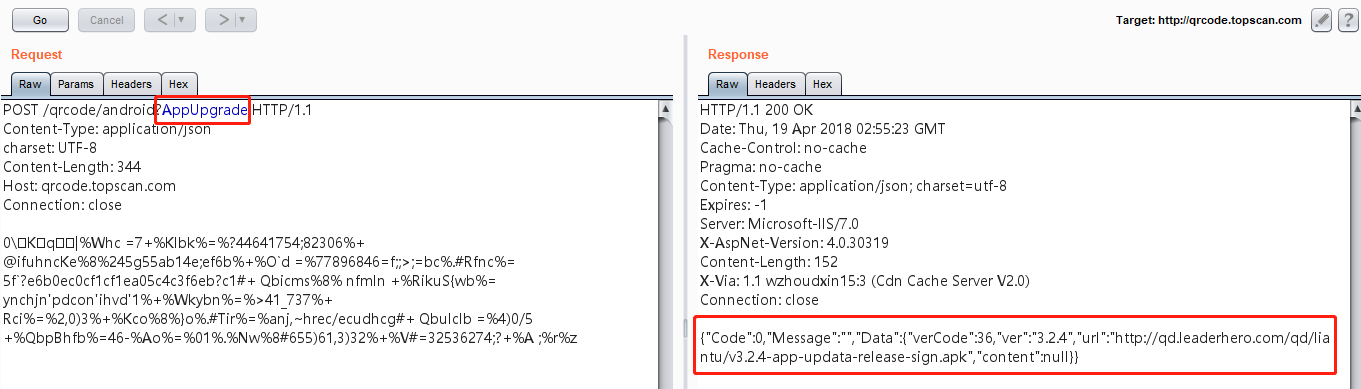 Go
Cancel
<
>
Target: http://qrcode.topscan.com
?
Request
Raw
Params
Headers
Hex
POST /qrcode/android?AppUpgrade HTTP/1.1
Content-Type: application/json
charset: UTF-8
Content-Length: 344
Host: qrcode.topscan.com
Connection: close
0\□K□q□□|%Whc =7+%Klbk%=%?44641754;82306%+
@ifuhncKe%8%245g55ab14e;ef6b%+%O`d =%77896846=f;;>;=bc%.#Rfnc%=
5f`?e6b0ec0cf1cf1ea05c4c3f6eb?c1#+ Qbicms%8% nfmln +%RikuS{wb%=
ynchjn'pdcon'ihvd'1%+%Wkybn%=%>41_737%+
Rci%=%2,0)3%+%Kco%8%}o%.#Tir%=%anj,~hrec/ecudhcg#+ Qbulclb =%4)0/5
+%QbpBhfb%=46-%Ao%=%01%.%Nw%8#655)61,3)32%+%V#=32536274;?+%A ;%r%z
Response
Raw
Headers
Hex
HTTP/1.1 200 OK
Date: Thu, 19 Apr 2018 02:55:23 GMT
Cache-Control: no-cache
Pragma: no-cache
Content-Type: application/json; charset=utf-8
Expires: -1
Server: Microsoft-IIS/7.0
X-AspNet-Version: 4.0.30319
Content-Length: 152
X-Via: 1.1 wzhoudxin15:3 (Cdn Cache Server V2.0)
Connection: close
{"Code":0,"Message":"","Data":{"verCode":36,"ver":"3.2.4","url":"http://qd.leaderhero.com/qd/lia
ntu/v3.2.4-app-updata-release-sign.apk","content":null}}